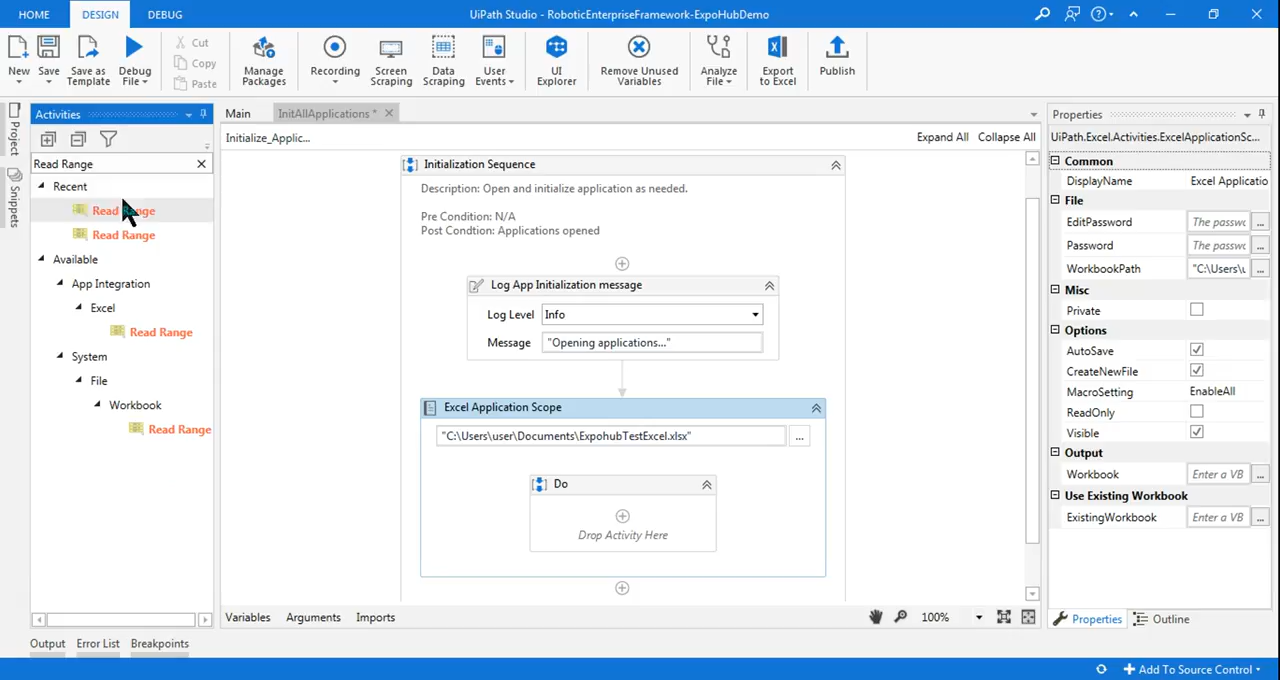 HOME DESIGN DEBUG UiPath Studio - RoboticEnterpriseFramework-ExpoHubDemo
New Save Save as Template Debug File Cut Copy Paste Manage Packages Recording Screen Scraping Data Scraping User Events UI Explorer Remove Unused Variables Analyze File Export to Excel Publish
Project
Snippets
Activities
Read Range
Recent
Read Range
Read Range
Available
App Integration
Excel
Read Range
System
File
Workbook
Read Range
Main InitAllApplications *
Initialize_Applic... Expand All Collapse All
Initialization Sequence
Description: Open and initialize application as needed.
Pre Condition: N/A
Post Condtion: Applications opened
Log App Initialization message
Log Level Info
Message "Opening applications..."
Excel Application Scope
"C:\Users\user\Documents\ExpohubTestExcel.xlsx" ...
Do
Drop Activity Here
Variables Arguments Imports 100%
Properties
UiPath.Excel.Activities.ExcelApplicationSc...
Common
DisplayName Excel Applicatio
File
EditPassword The passwc ...
Password The passwc ...
WorkbookPath "C:\Users\u ...
Misc
Private
Options
AutoSave
CreateNewFile
MacroSetting EnableAll
ReadOnly
Visible
Output
Workbook Enter a VB ...
Use Existing Workbook
ExistingWorkbook Enter a VB ...
Properties Outline
Output Error List Breakpoints
Add To Source Control